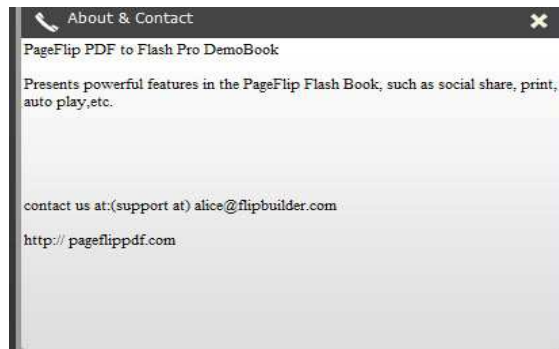 About & Contact
PageFlip PDF to Flash Pro DemoBook
Presents powerful features in the PageFlip Flash Book, such as social share, print,
auto play,etc.
contact us at:(support at) alice@flipbuilder.com
http:// pageflippdf.com